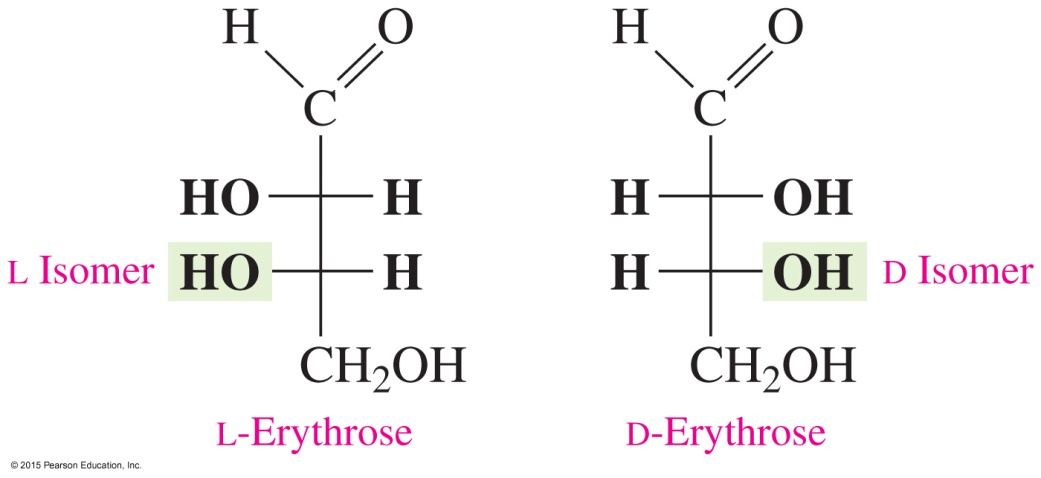 H O H O
C C
HO H H OH
L Isomer HO H H OH D Isomer
CH₂OH CH₂OH
L-Erythrose D-Erythrose
© 2015 Pearson Education, Inc.